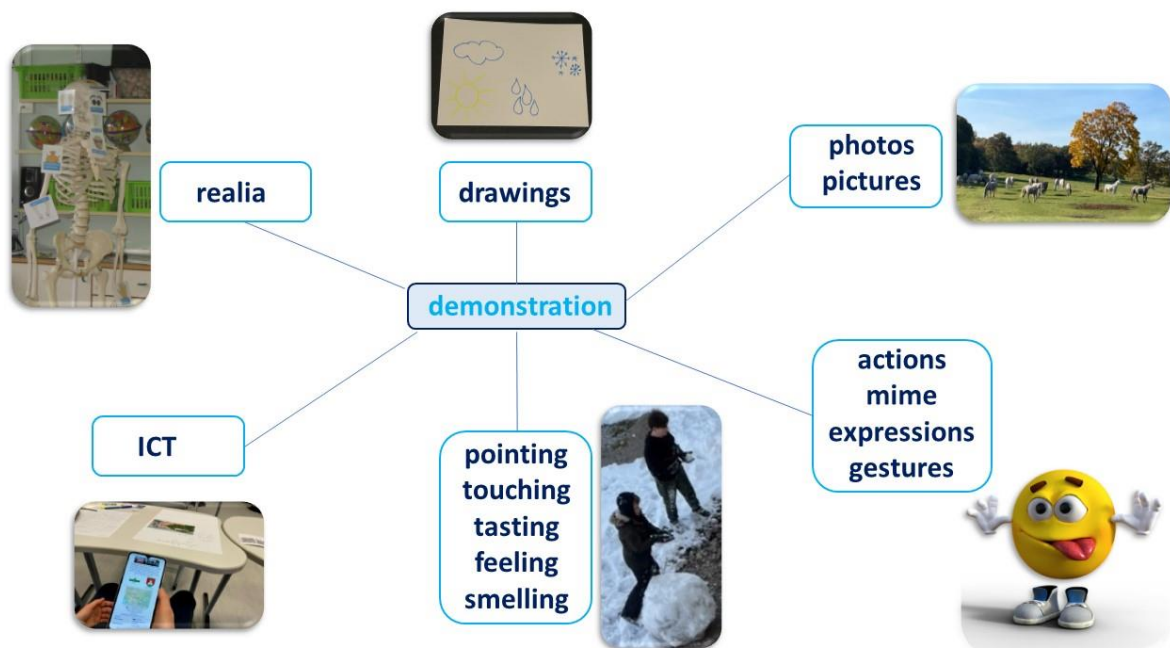 realia
drawings
photos
pictures
demonstration
ICT
pointing
touching
tasting
feeling
smelling
actions
mime
expressions
gestures